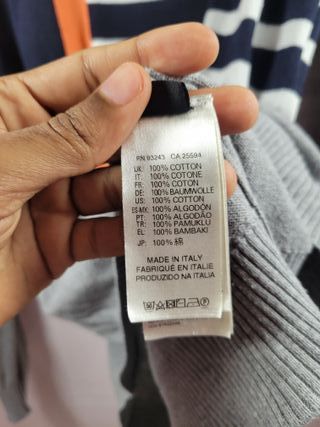 RN 93243 CA 25594
UK: 100% COTTON
IT: 100% COTONE
FR: 100% COTON
DE: 100% BAUMWOLLE
US: 100% COTTON
ES-MX: 100% ALGODÓN
PT: 100% ALGODÃO
TR: 100% PAMUKLU
EL: 100% BAMBAKI
JP: 100% 綿
MADE IN ITALY
FABRIQUÉ EN ITALIE
PRODUZIDO NA ITALIA